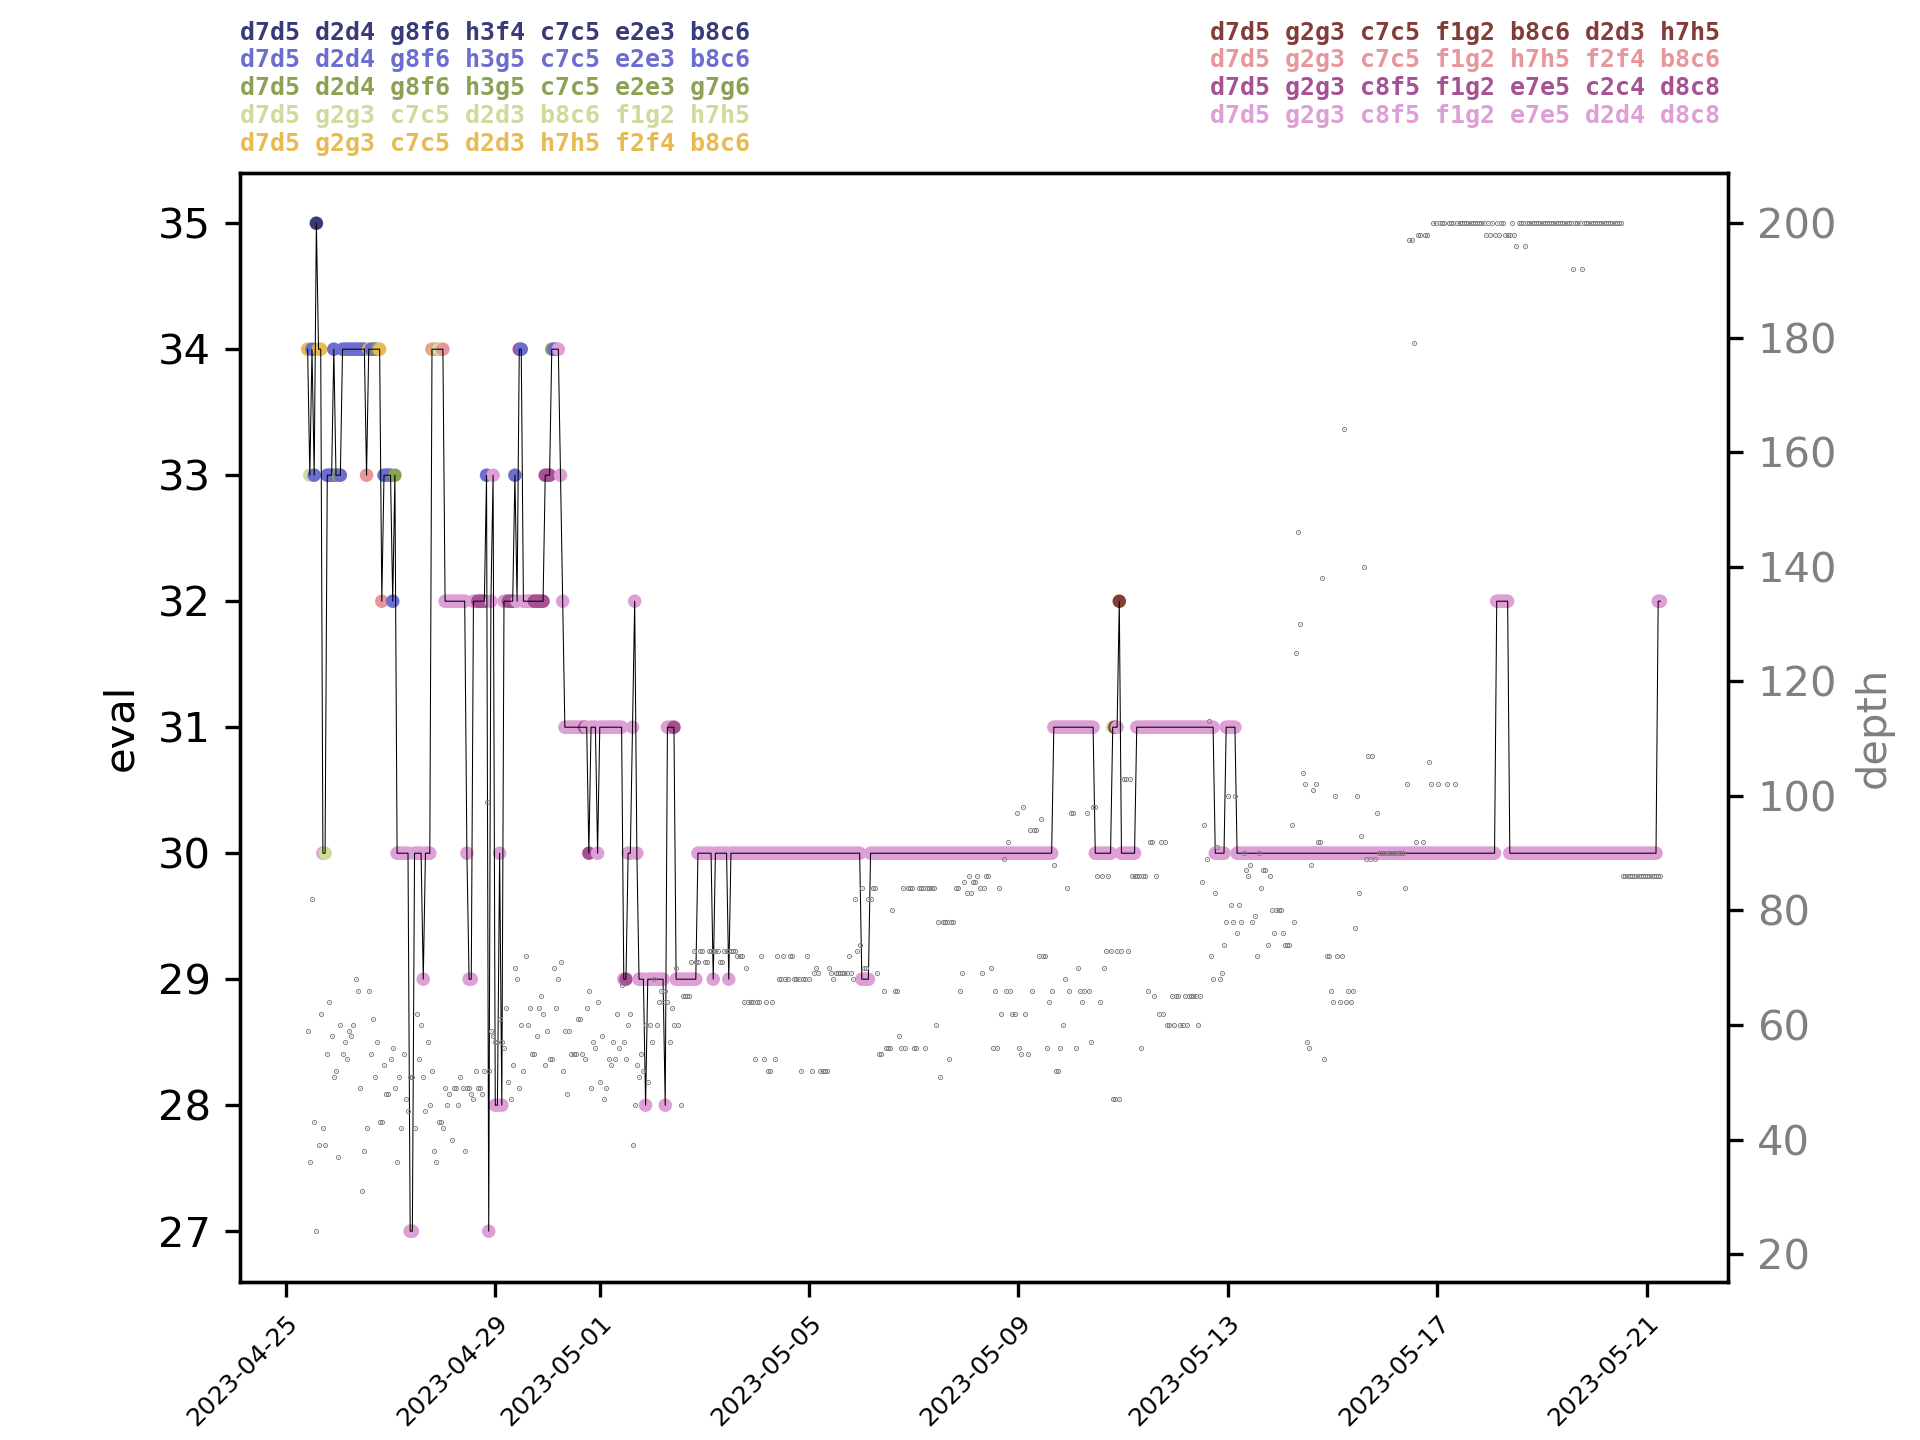 d7d5 d2d4 g8f6 h3f4 c7c5 e2e3 b8c6
d7d5 d2d4 g8f6 h3g5 c7c5 e2e3 b8c6
d7d5 d2d4 g8f6 h3g5 c7c5 e2e3 g7g6
d7d5 g2g3 c7c5 d2d3 b8c6 f1g2 h7h5
d7d5 g2g3 c7c5 d2d3 h7h5 f2f4 b8c6
d7d5 g2g3 c7c5 f1g2 b8c6 d2d3 h7h5
d7d5 g2g3 c7c5 f1g2 h7h5 f2f4 b8c6
d7d5 g2g3 c8f5 f1g2 e7e5 c2c4 d8c8
d7d5 g2g3 c8f5 f1g2 e7e5 d2d4 d8c8
eval
35
34
33
32
31
30
29
28
27
200
180
160
140
120
100
80
60
40
20
depth
2023-04-25
2023-04-29
2023-05-01
2023-05-05
2023-05-09
2023-05-13
2023-05-17
2023-05-21